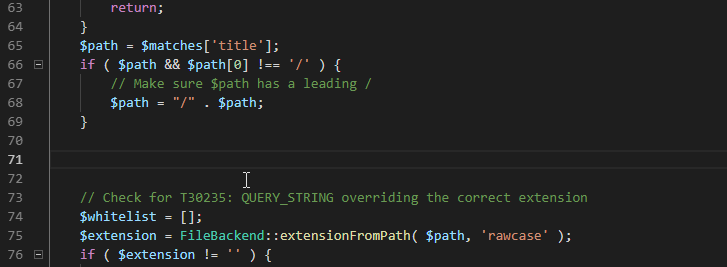 63 return;
64 }
65 $path = $matches['title'];
66 if ( $path && $path[0] !== '/' ) {
67 // Make sure $path has a leading /
68 $path = "/" . $path;
69 }
70
71
72
73 // Check for T30235: QUERY_STRING overriding the correct extension
74 $whitelist = [];
75 $extension = FileBackend::extensionFromPath( $path, 'rawcase' );
76 if ( $extension != '' ) {